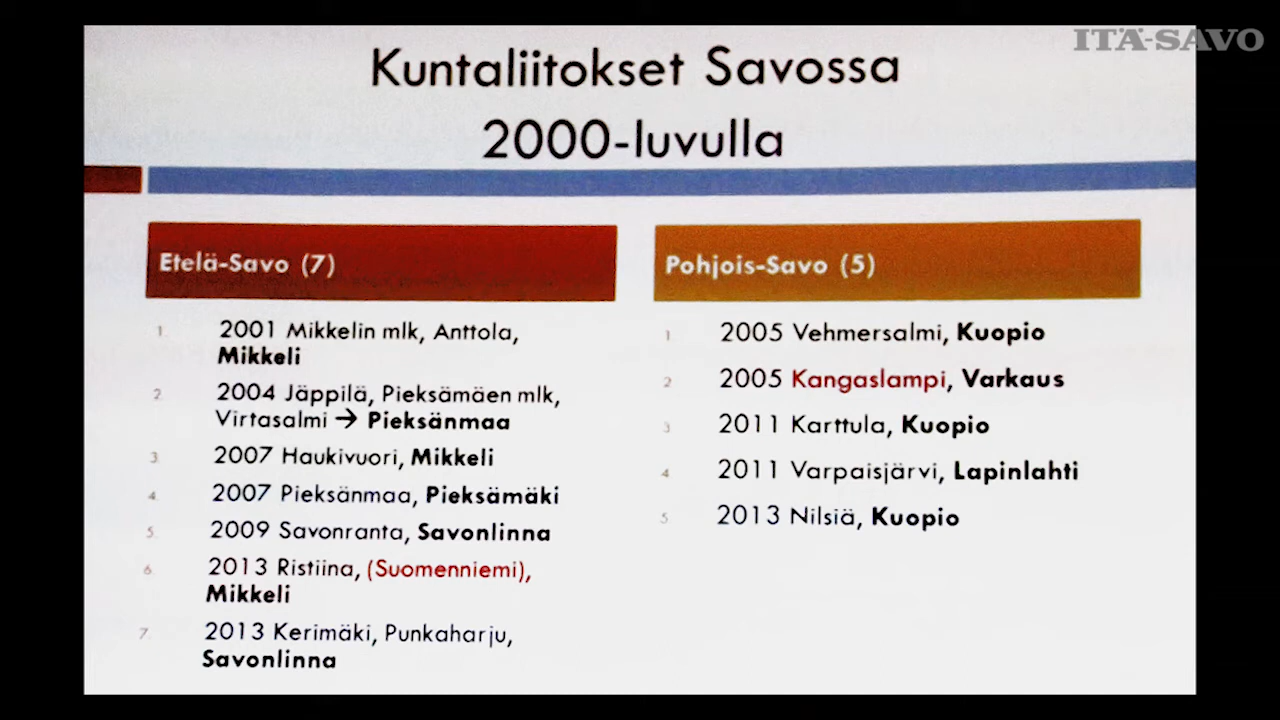 ITÄ-SAVO
Kuntaliitokset Savossa
2000-luvulla
Etelä-Savo (7)
1. 2001 Mikkelin mlk, Anttola,
Mikkeli
2. 2004 Jäppilä, Pieksämäen mlk,
Virtasalmi → Pieksänmaa
3. 2007 Haukivuori, Mikkeli
4. 2007 Pieksänmaa, Pieksämäki
5. 2009 Savonranta, Savonlinna
6. 2013 Ristiina, (Suomenniemi),
Mikkeli
7. 2013 Kerimäki, Punkaharju,
Savonlinna
Pohjois-Savo (5)
1. 2005 Vehmersalmi, Kuopio
2. 2005 Kangaslampi, Varkaus
3. 2011 Karttula, Kuopio
4. 2011 Varpaisjärvi, Lapinlahti
5. 2013 Nilsiä, Kuopio